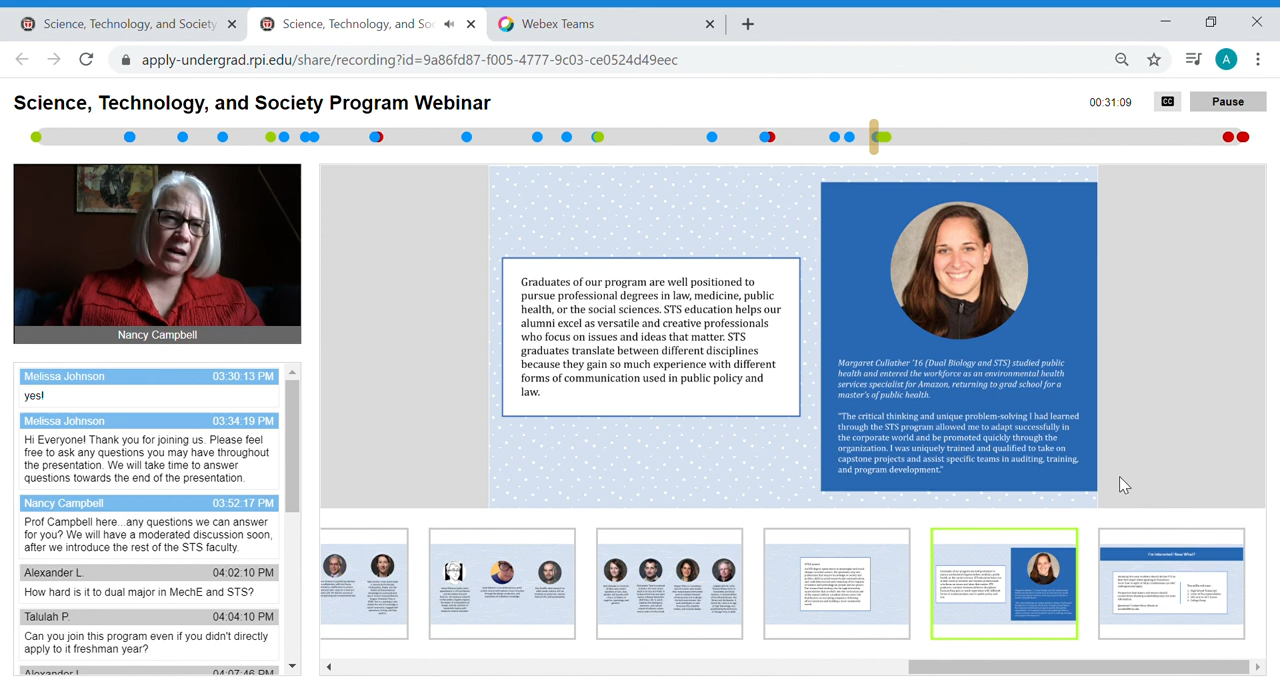 Science, Technology, and Society
Science, Technology, and So
Webex Teams
apply-undergrad.rpi.edu/share/recording?id=9a86fd87-f005-4777-9c03-ce0524d49eec
A
Science, Technology, and Society Program Webinar
00:31:09
CC
Pause
Nancy Campbell
Melissa Johnson 03:30:13 PM
yes!
Melissa Johnson 03:34:19 PM
Hi Everyone! Thank you for joining us. Please feel
free to ask any questions you may have throughout
the presentation. We will take time to answer
questions towards the end of the presentation.
Nancy Campbell 03:52:17 PM
Prof Campbell here...any questions we can answer
for you? We will have a moderated discussion soon,
after we introduce the rest of the STS faculty.
Alexander L. 04:02:10 PM
How hard is it to dual major in MechE and STS?
Talulah P. 04:04:10 PM
Can you join this program even if you didn't directly
apply to it freshman year?
Alexander L. 04:07:46 PM
Graduates of our program are well positioned to
pursue professional degrees in law, medicine, public
health, or the social sciences. STS education helps our
alumni excel as versatile and creative professionals
who focus on issues and ideas that matter. STS
graduates translate between different disciplines
because they gain so much experience with different
forms of communication used in public policy and
law.
Margaret Cullather '16 (Dual Biology and STS) studied public
health and entered the workforce as an environmental health
services specialist for Amazon, returning to grad school for a
master's of public health.
"The critical thinking and unique problem-solving I had learned
through the STS program allowed me to adapt successfully in
the corporate world and be promoted quickly through the
organization. I was uniquely trained and qualified to take on
capstone projects and assist specific teams in auditing, training,
and program development."
I'm Interested! Now What?